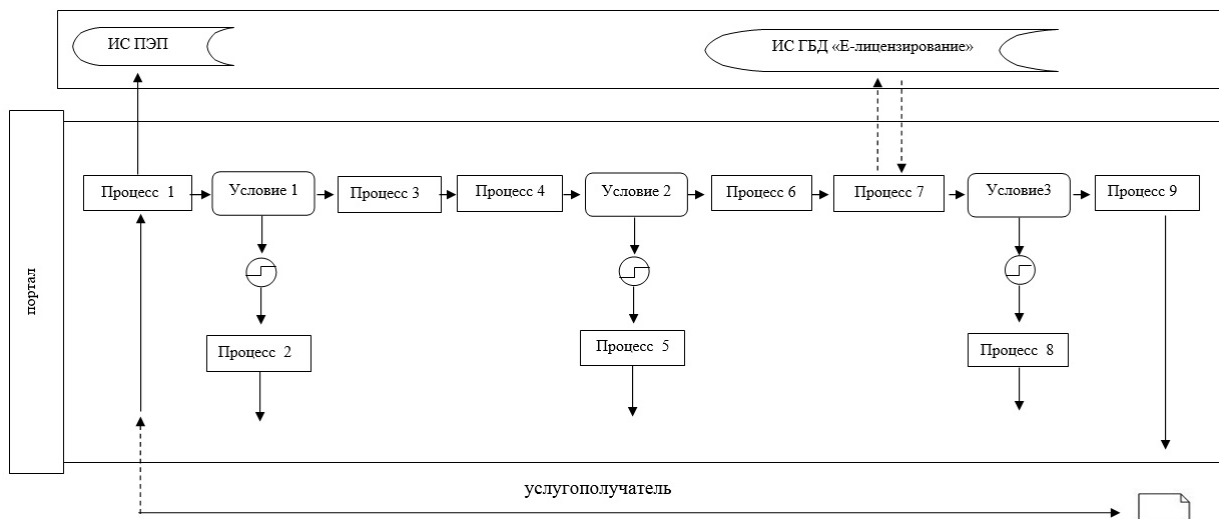 ИС ПЭП
ИС ГБД «Е-лицензирование»
портал
Процесс 1
Условие 1
Процесс 3
Процесс 4
Условие 2
Процесс 6
Процесс 7
Условие3
Процесс 9
Процесс 2
Процесс 5
Процесс 8
услугополучатель